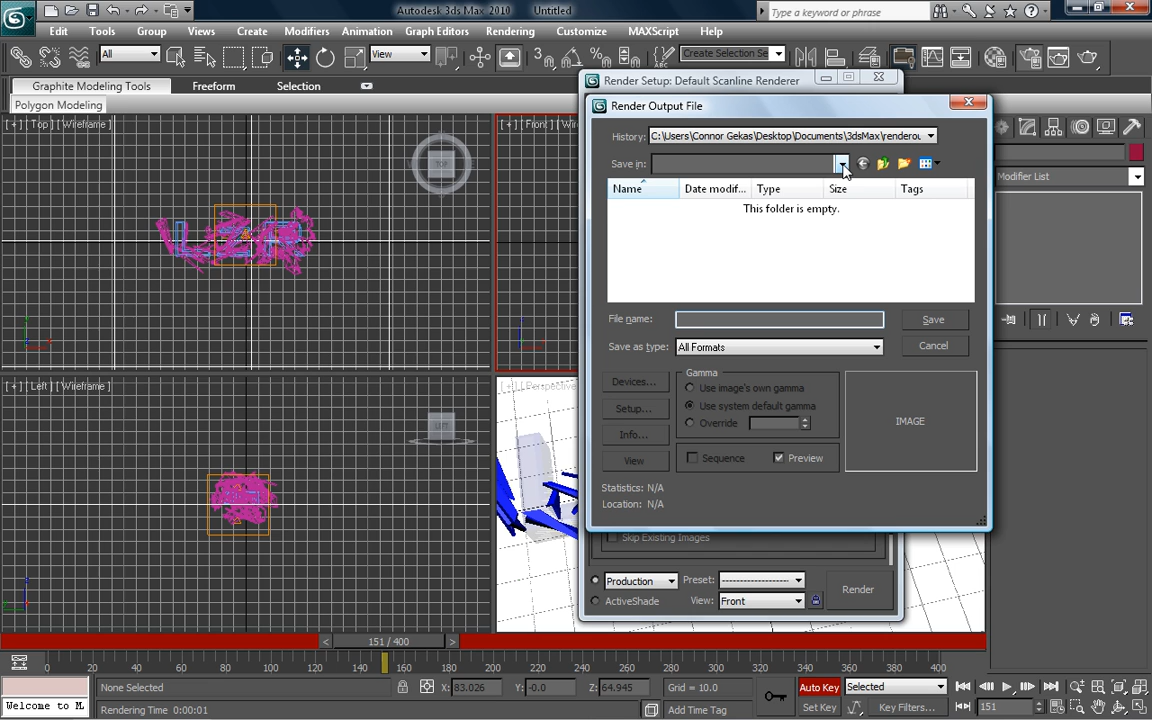 Autodesk 3ds Max 2010 Untitled
Type a keyword or phrase
Edit Tools Group Views Create Modifiers Animation Graph Editors Rendering Customize MAXScript Help
All View Create Selection Se
Graphite Modeling Tools Freeform Selection
Polygon Modeling
Render Setup: Default Scanline Renderer
Render Output File
History: C:\Users\Connor Gekas\Desktop\Documents\3dsMax\renderou
Save in:
Name Date modif... Type Size Tags
This folder is empty.
File name: Save
Save as type: All Formats Cancel
Devices...
Setup...
Info...
View
Gamma
Use image's own gamma
Use system default gamma
Override
Sequence Preview
IMAGE
Statistics: N/A
Location: N/A
Skip Existing Images
Production Preset: -------------------
ActiveShade View: Front
Render
Modifier List
[ + ] [ Top ] [ Wireframe ]
TOP
[ + ] [ Front ] [ Wire
[ + ] [ Left ] [ Wireframe ]
LEFT
[ + ] [ Perspective
< 151 / 400 >
0 20 40 60 80 100 120 140 160 180 200 220 240 260 280 300 320 340 360 380 400
None Selected X: 83.026 Y: -0.0 Z: 64.945 Grid = 10.0 Auto Key Selected
Welcome to M. Rendering Time 0:00:01 Add Time Tag Set Key Key Filters... 151